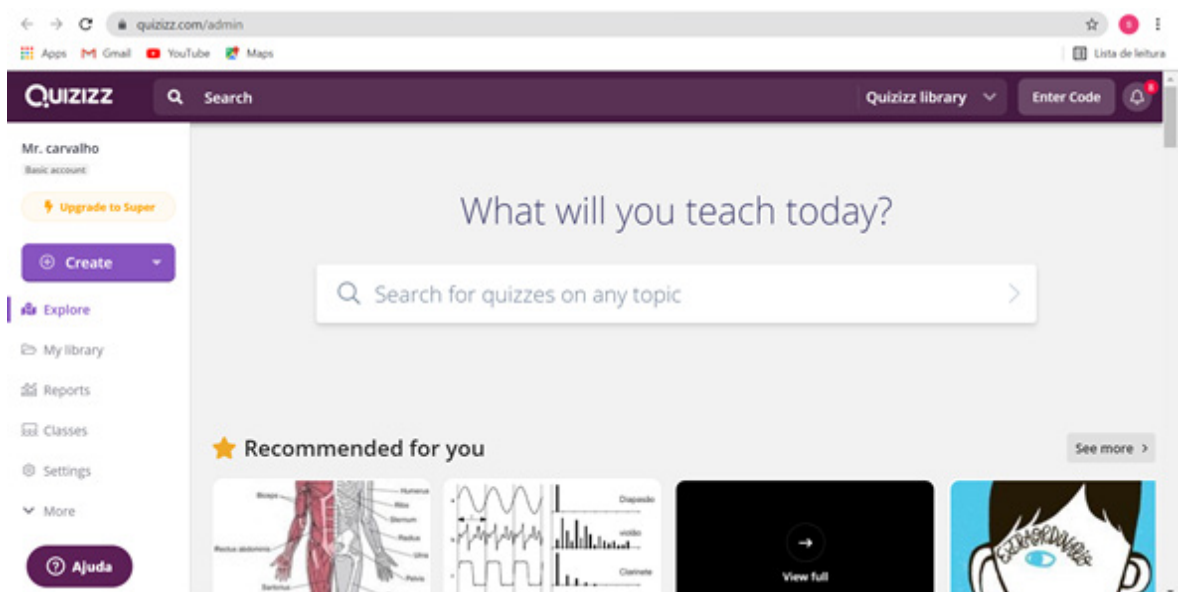 quizizz.com/admin
Apps Gmail YouTube Maps Lista de leitura
QUIZIZZ Search Quizizz library Enter Code
Mr. carvalho
Basic account
Upgrade to Super
Create
Explore
My library
Reports
Classes
Settings
More
Ajuda
What will you teach today?
Search for quizzes on any topic
Recommended for you
See more >
Biceps
Humerus
Ribs
Sternum
Radius
Rectus abdominis
Ulna
Pelvis
Sartorius
Diapasão
violão
Clarinete
View full
EXTRAORDINÁRIO